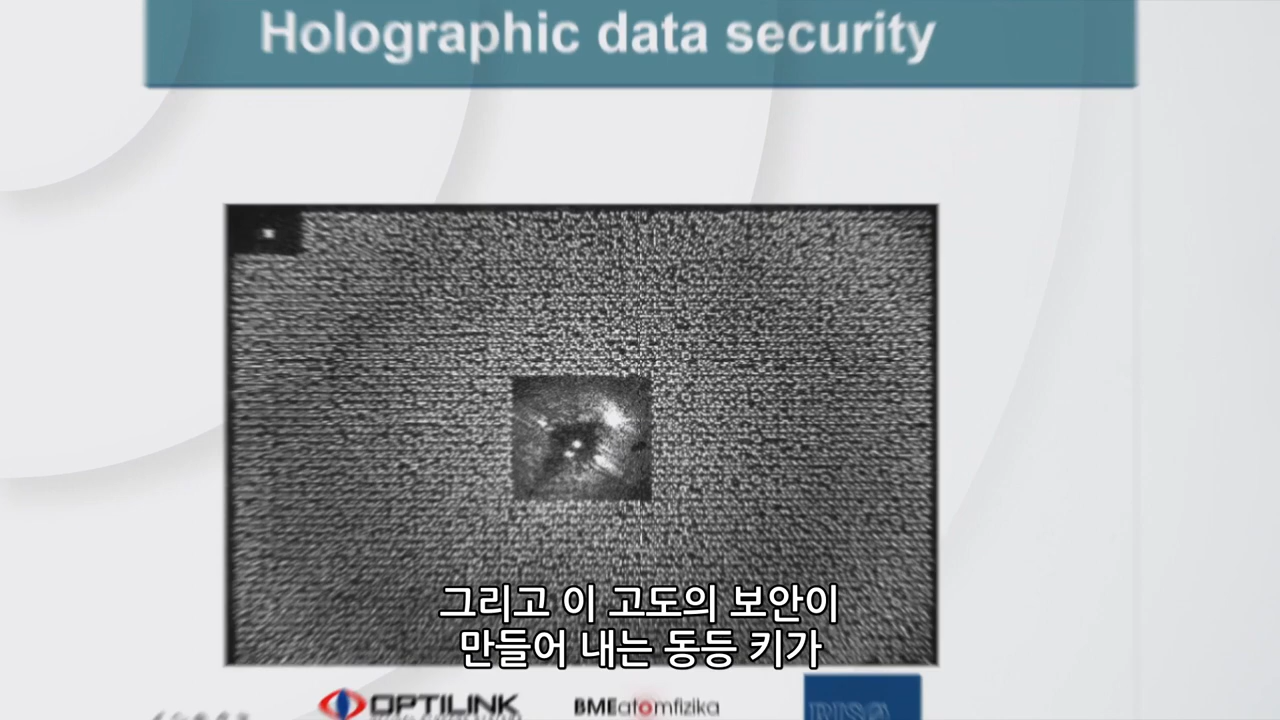 Holographic data security
그리고 이 고도의 보안이
만들어 내는 동등 키가
OPTILINK
BMEatomfizika
RISØ